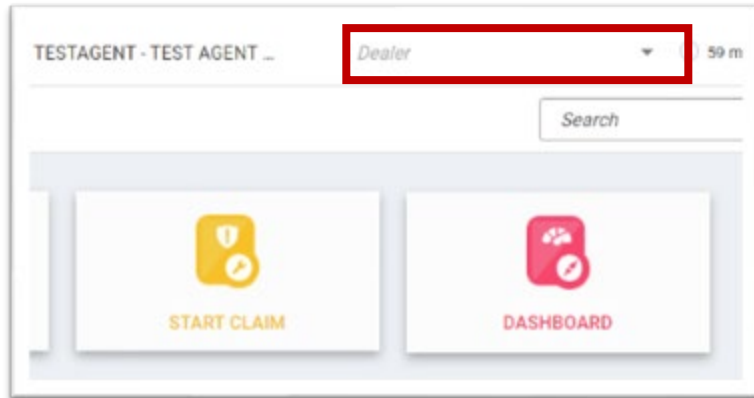 TESTAGENT - TEST AGENT ... Dealer 59 m
Search
START CLAIM DASHBOARD